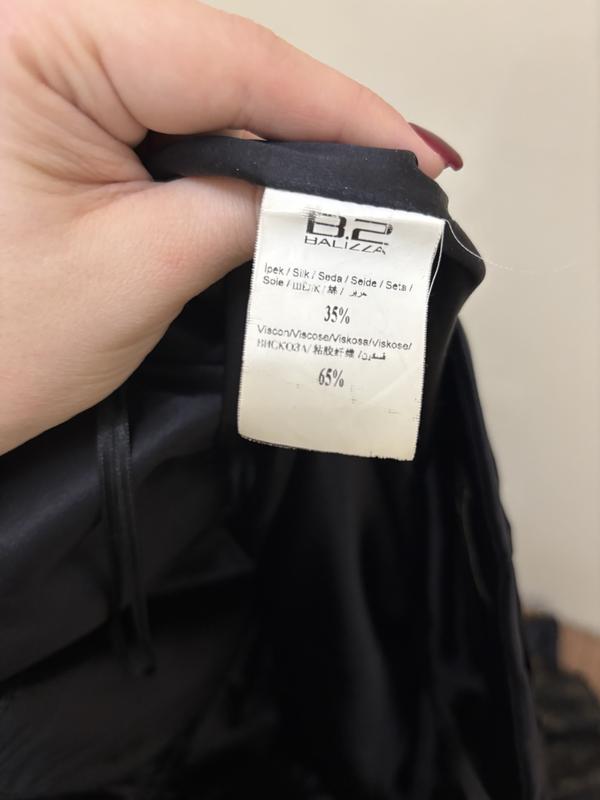 B.2
BALIZZA
İpek / Silk / Seda / Seide / Seta /
Soie / ШЁЛК / 絲 / حرير
35%
Viscon/Viscose/Viskosa/Viskose/
ВИСКОЗА/ 粘胶纤维 /
65%